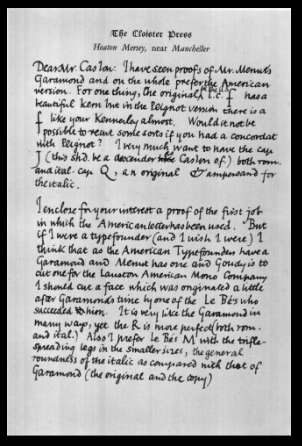 The Cloister Press
Heaton Mersey, near Manchester
Dear Mr. Caslon: I have seen proofs of Mr. Menut's
Garamond and on the whole prefer the American
version. For one thing, the original, i.e. f has a
beautiful kern but in the Peignot version there is a
f like your Kennerley almost. Would it not be
possible to recut some sorts if you had a concordat
with Peignot? I very much want to have the cap
J (this shd. be a descender Caslon of.) both rom.
and ital. cap Q, an original & ampersand for
the italic.
I enclose for your interest a proof of the first job
in which the American letter has been used. But
if I were a typefounder (and I wish I were) I
think that as the American Typefounders have a
Garamond and Menut has one and Goudy is to
cut one for the Lanston American Mono Company
I should cut a face which was originated a little
after Garamond's time by one of the Le Bés who
succeeded him. It is very like the Garamond in
many ways, yet the R is more perfect (both rom.
and ital.) Also I prefer Le Bés M with the trifle-
spreading legs in the smaller sizes, the general
roundness of the italic as compared with that of
Garamond (the original and the copy)